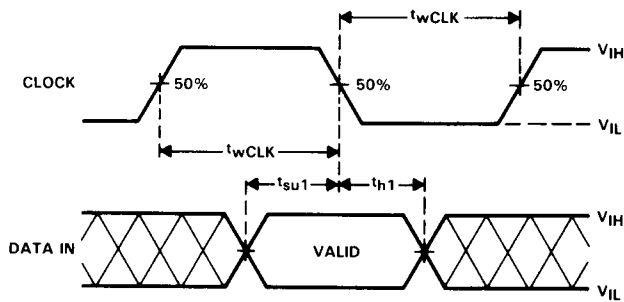 twCLK
VIH
CLOCK
50%
50%
50%
VIL
twCLK
tsu1
th1
VIH
DATA IN
VALID
VIL